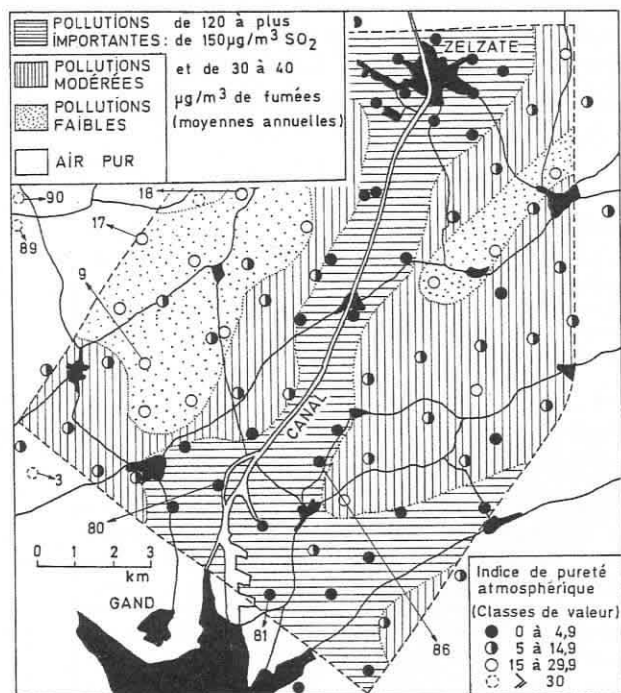 POLLUTIONS de 120 à plus
IMPORTANTES : de 150µg/m³ SO₂
POLLUTIONS et de 30 à 40
MODÉRÉES
POLLUTIONS µg/m³ de fumées
FAIBLES (moyennes annuelles)
AIR PUR
ZELZATE
90
18
17
89
9
CANAL
3
80
0 1 2 3
km
GAND
81
86
Indice de pureté
atmosphérique
(Classes de valeur)
0 à 4,9
5 à 14,9
15 à 29,9
⩾ 30